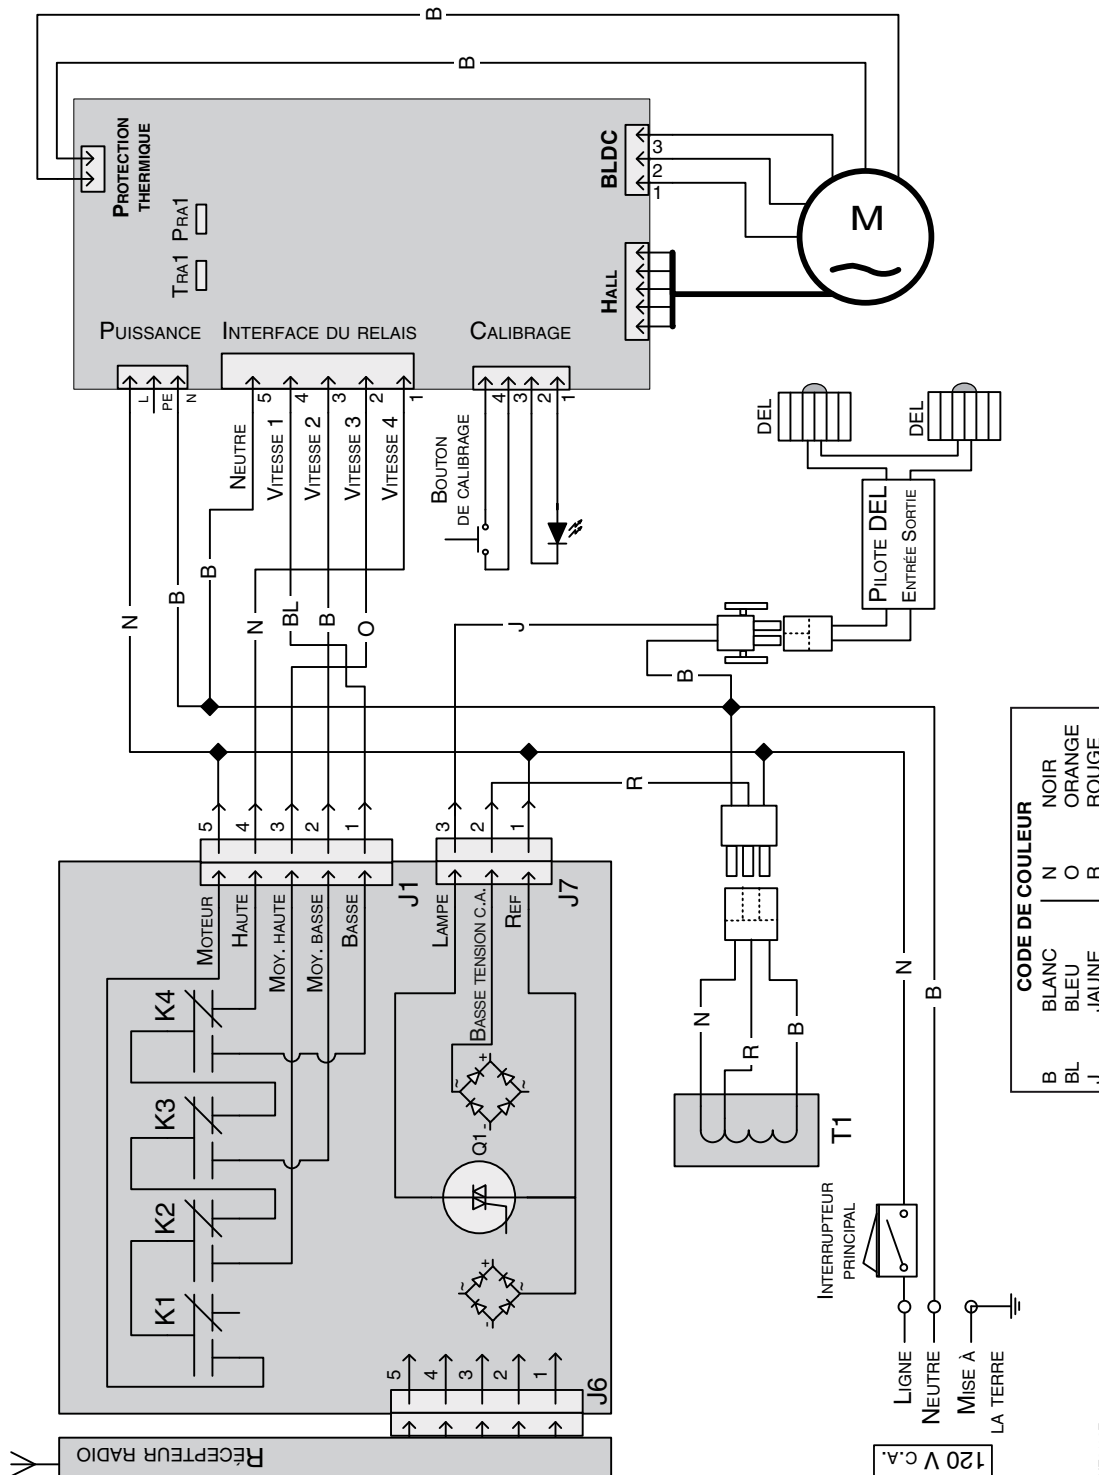 B
B
PROTECTION
THERMIQUE
TRA1 PRA1
BLDC
3
2
1
HALL
M
PUISSANCE
INTERFACE DU RELAIS
CALIBRAGE
L
PE
N
5
4
3
2
1
4
3
2
1
NEUTRE
VITESSE 1
VITESSE 2
VITESSE 3
VITESSE 4
BOUTON
DE CALIBRAGE
DEL
DEL
PILOTE DEL
ENTRÉE SORTIE
N
B
B
N
BL
B
O
J
B
R
5
4
3
2
1
J1
3
2
1
J7
MOTEUR
HAUTE
MOY. HAUTE
MOY. BASSE
BASSE
LAMPE
BASSE TENSION C.A.
REF
K4
K3
K2
K1
Q1
~
+
-
~
~
+
-
~
N
R
B
T1
N
B
INTERRUPTEUR
PRINCIPAL
LIGNE
NEUTRE
MISE À
LA TERRE
120 V C.A.
5
4
3
2
1
J6
RÉCEPTEUR RADIO
CODE DE COULEUR
B BLANC N NOIR
BL BLEU O ORANGE
J JAUNE R ROUGE